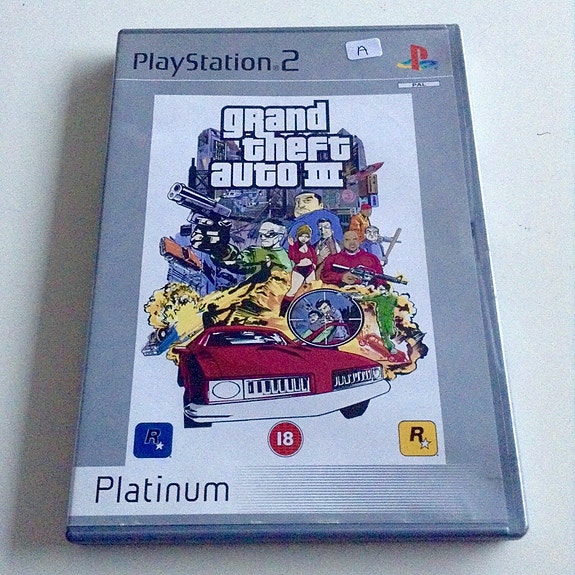 PlayStation®2
A
PAL
grand
theft
auto III
R
18
R
Platinum